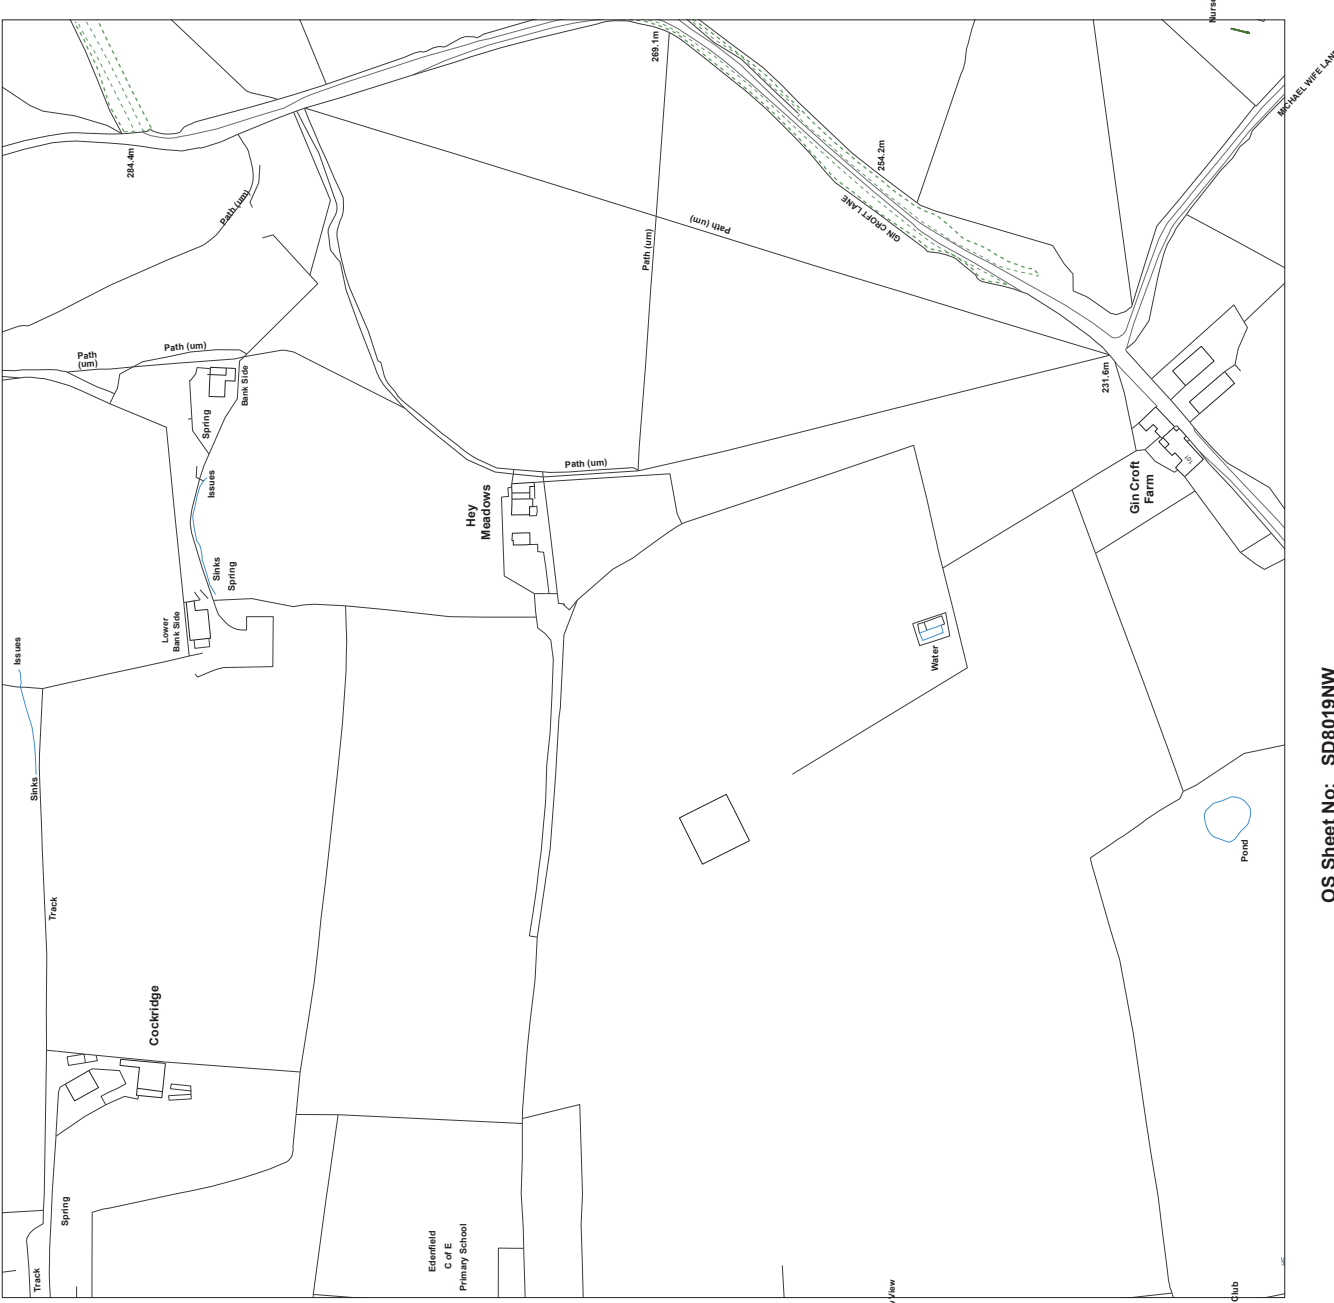 Nurse
MICHAEL WIFE LANE
269.1m
284.4m
254.2m
Path (um)
GIN CROFT LANE
Path (um)
Path (um)
Path (um)
Path
(um)
Bank Side
231.6m
Spring
Path (um)
Issues
Hey
Meadows
Gin Croft
Farm
101
Sinks
Spring
Lower
Bank Side
Issues
Water
Sinks
OS Sheet No: SD8019NW
Pond
Track
Cockridge
Spring
Edenfield
C of E
Primary School
Track
View
Club